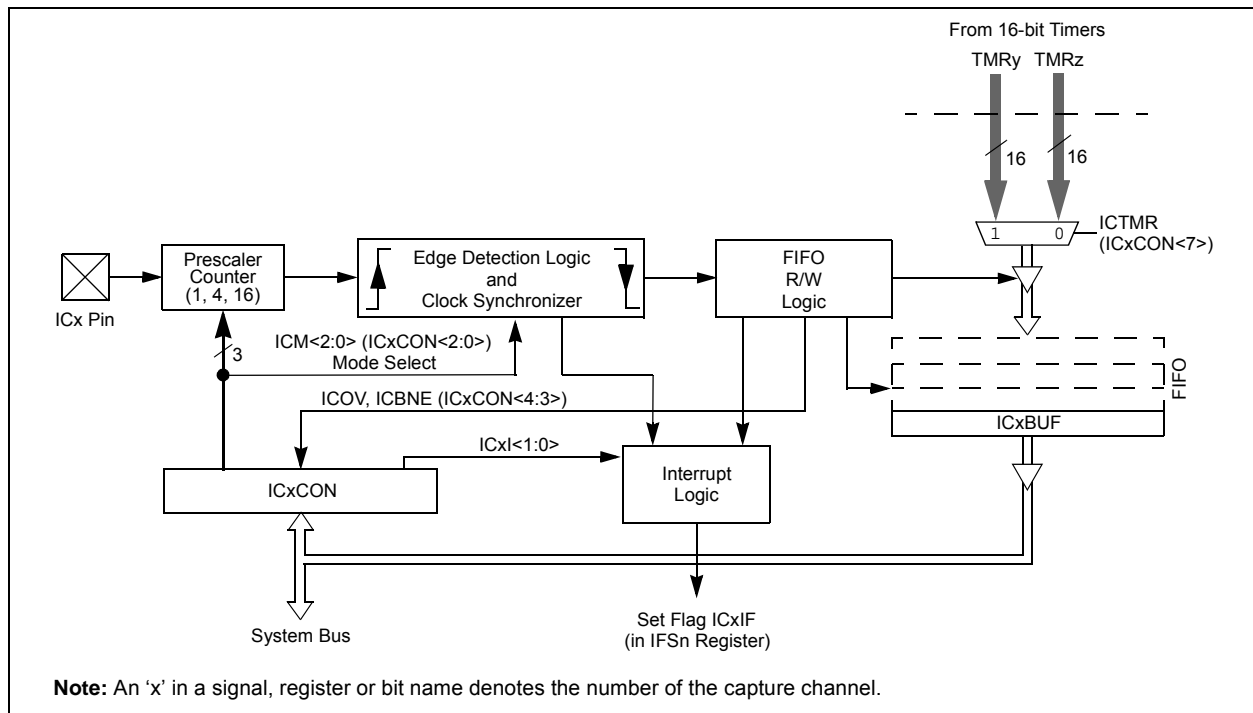 From 16-bit Timers
TMRy TMRz
16 16
1 0
ICTMR
(ICxCON<7>)
Prescaler
Counter
(1, 4, 16)
Edge Detection Logic
and
Clock Synchronizer
FIFO
R/W
Logic
ICx Pin
3
ICM<2:0> (ICxCON<2:0>)
Mode Select
FIFO
ICOV, ICBNE (ICxCON<4:3>)
ICxBUF
ICxI<1:0>
ICxCON
Interrupt
Logic
System Bus
Set Flag ICxIF
(in IFSn Register)
Note: An ‘x’ in a signal, register or bit name denotes the number of the capture channel.